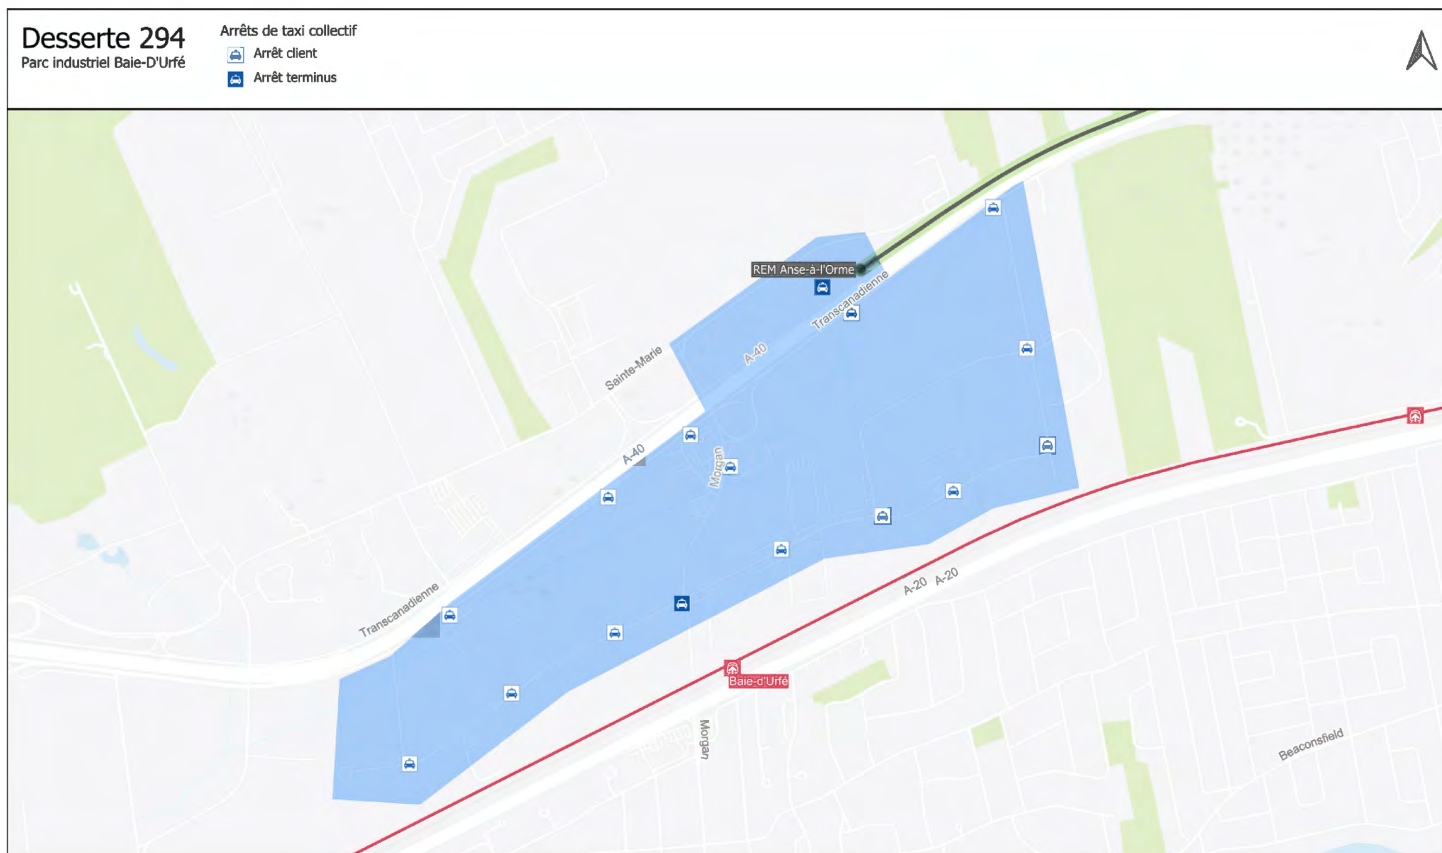 Desserte 294
Parc industriel Baie-D'Urfé
Arrêts de taxi collectif
Arrêt client
Arrêt terminus
REM Anse-à-l'Orme
Transcanadienne
A-40
Sainte-Marie
A-40
Morgan
Transcanadienne
A-20 A-20
Baie-d'Urfé
Morgan
Beaconsfield